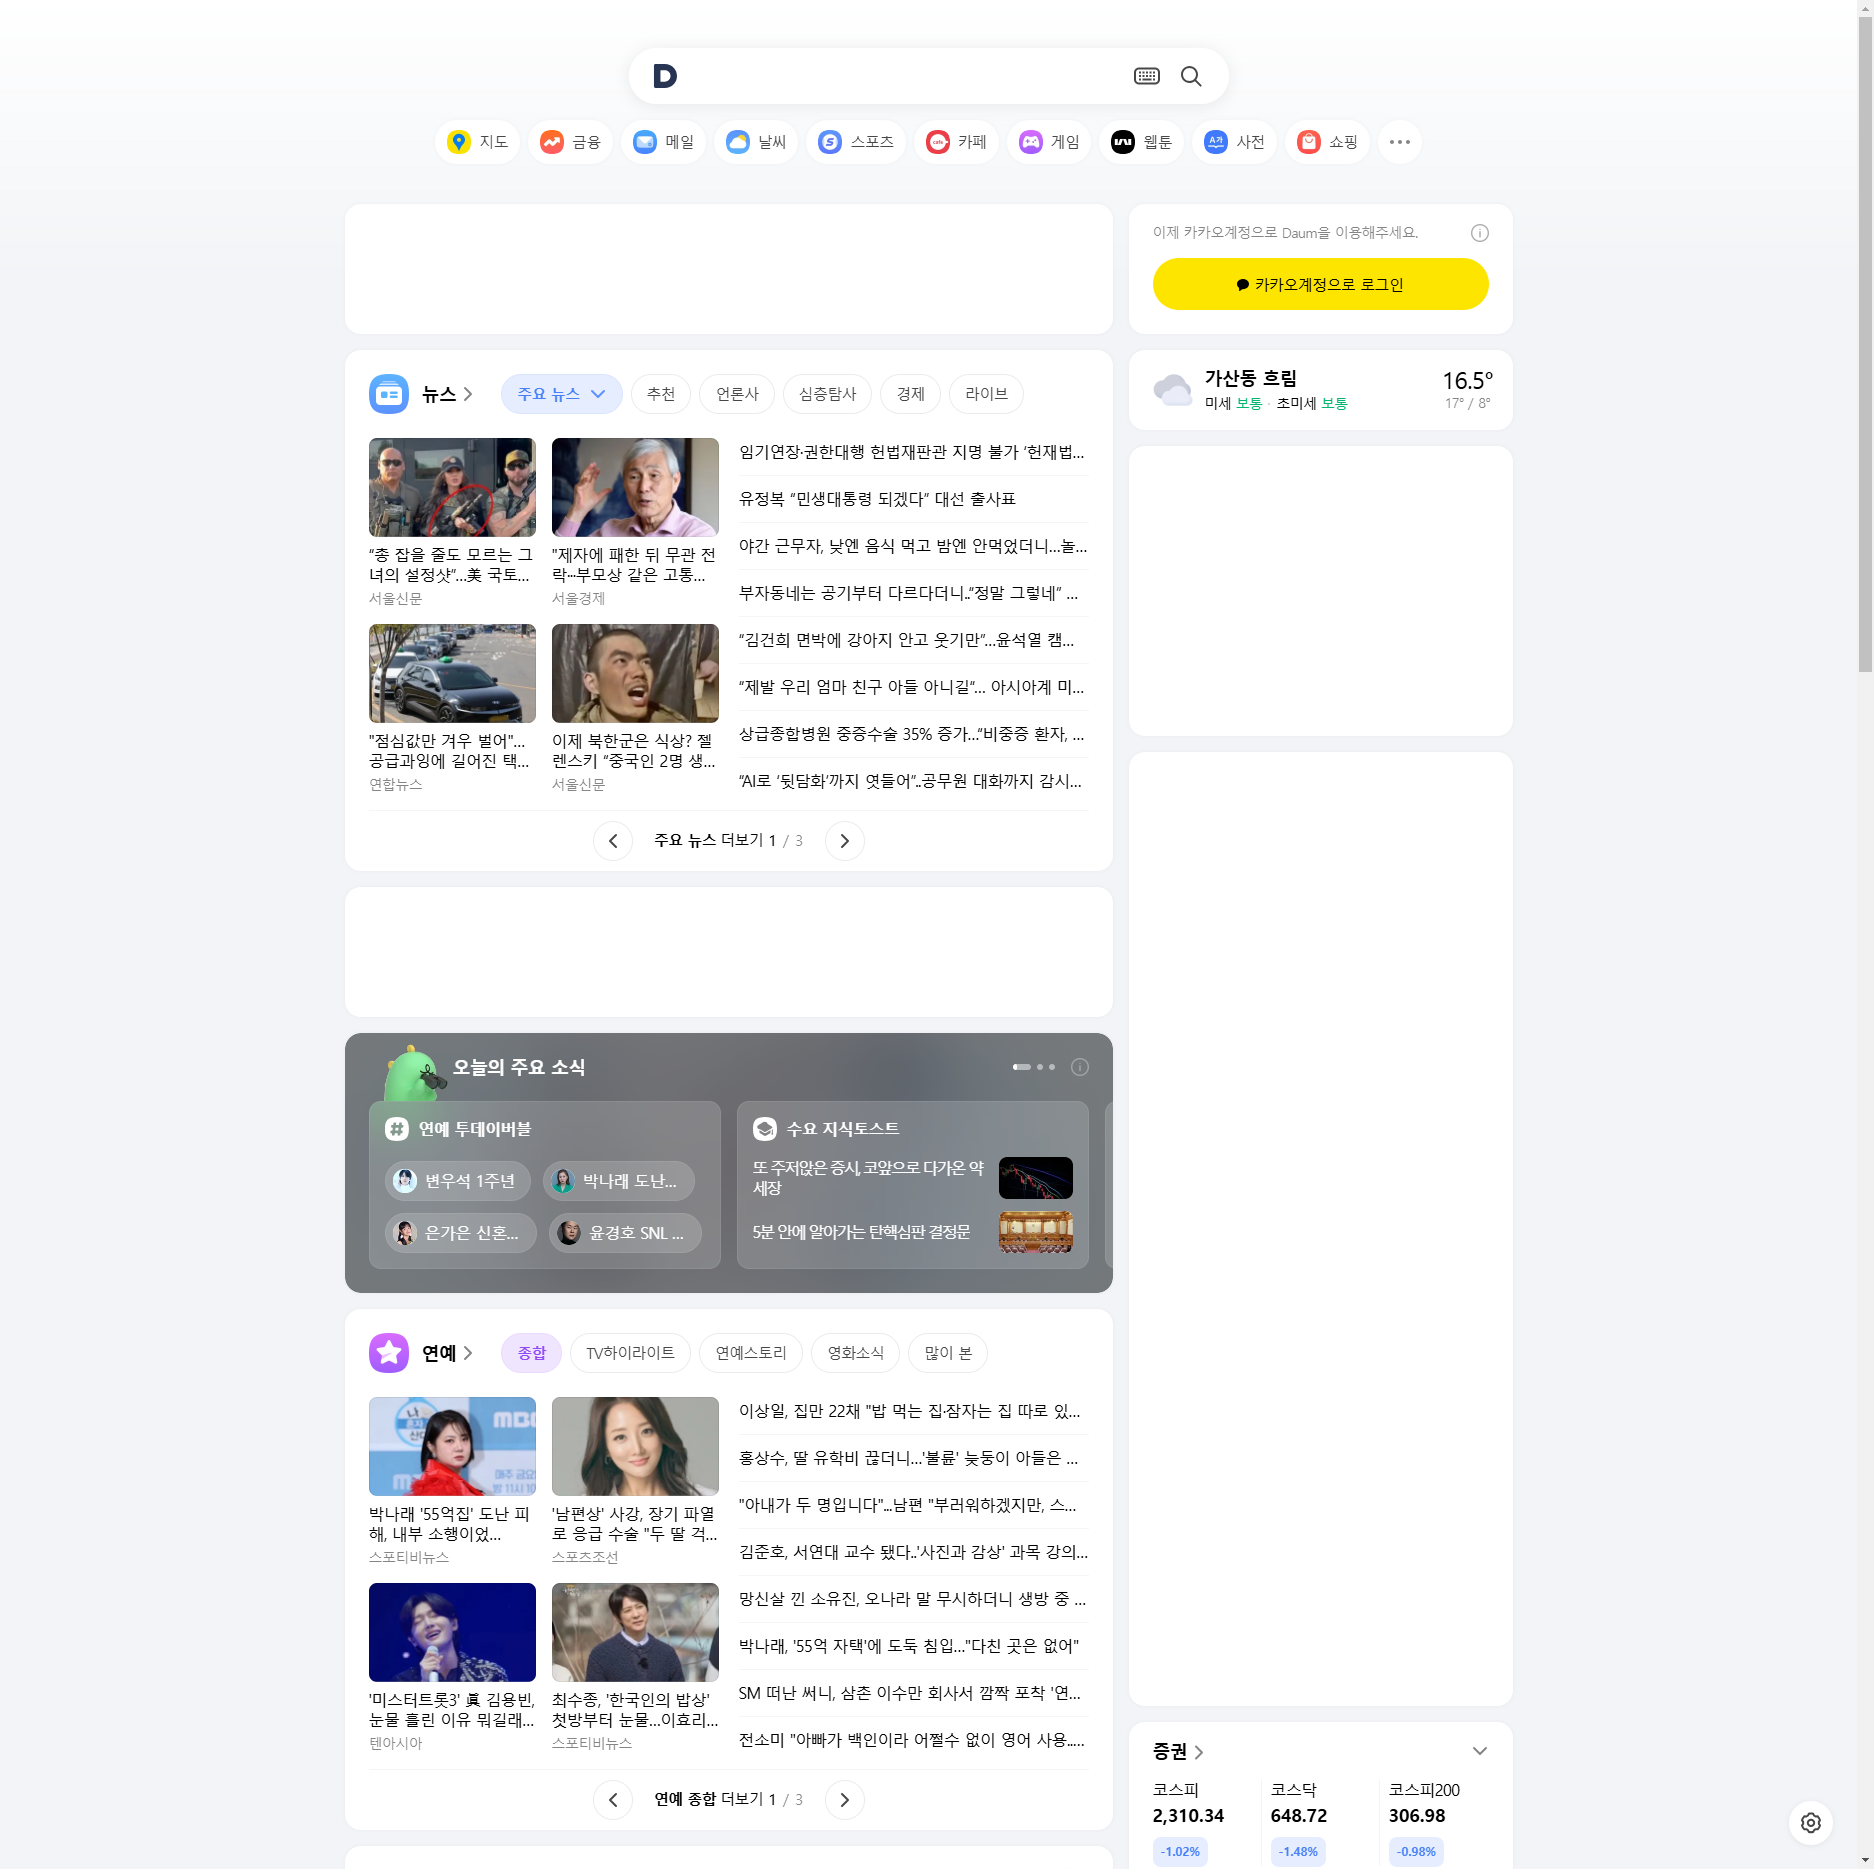 D
지도
금융
메일
날씨
스포츠
카페
게임
웹툰
사전
쇼핑
이제 카카오계정으로 Daum을 이용해주세요.
카카오계정으로 로그인
뉴스
주요 뉴스
추천
언론사
심층탐사
경제
라이브
가산동 흐림
미세 보통 · 초미세 보통
16.5°
17° / 8°
“총 잡을 줄도 모르는 그
녀의 설정샷”…美 국토...
서울신문
"제자에 패한 뒤 무관 전
락…부모상 같은 고통...
서울경제
"점심값만 겨우 벌어"…
공급과잉에 길어진 택...
연합뉴스
이제 북한군은 식상? 젤
렌스키 “중국인 2명 생...
서울신문
임기연장·권한대행 헌법재판관 지명 불가 ‘헌재법...
유정복 “민생대통령 되겠다” 대선 출사표
야간 근무자, 낮엔 음식 먹고 밤엔 안먹었더니…놀...
부자동네는 공기부터 다르다더니..“정말 그렇네” ...
“김건희 면박에 강아지 안고 웃기만”…윤석열 캠...
“제발 우리 엄마 친구 아들 아니길“… 아시아계 미...
상급종합병원 중증수술 35% 증가…“비중증 환자, ...
“AI로 ‘뒷담화’까지 엿들어”..공무원 대화까지 감시...
주요 뉴스 더보기 1 / 3
오늘의 주요 소식
연예 투데이버블
변우석 1주년
박나래 도난...
은가은 신혼...
윤경호 SNL ...
수요 지식토스트
또 주저앉은 증시, 코앞으로 다가온 약
세장
5분 안에 알아가는 탄핵심판 결정문
연예
종합
TV하이라이트
연예스토리
영화소식
많이 본
박나래 '55억집' 도난 피
해, 내부 소행이었...
스포티비뉴스
'남편상' 사강, 장기 파열
로 응급 수술 "두 딸 걱...
스포츠조선
'미스터트롯3' 眞 김용빈,
눈물 흘린 이유 뭐길래...
텐아시아
최수종, '한국인의 밥상'
첫방부터 눈물…이효리...
스포티비뉴스
이상일, 집만 22채 "밥 먹는 집·잠자는 집 따로 있...
홍상수, 딸 유학비 끊더니…'불륜' 늦둥이 아들은 ...
"아내가 두 명입니다"...남편 "부러워하겠지만, 스...
김준호, 서연대 교수 됐다..'사진과 감상' 과목 강의...
망신살 낀 소유진, 오나라 말 무시하더니 생방 중 ...
박나래, '55억 자택'에 도둑 침입…"다친 곳은 없어"
SM 떠난 써니, 삼촌 이수만 회사서 깜짝 포착 '연...
전소미 "아빠가 백인이라 어쩔수 없이 영어 사용.....
연예 종합 더보기 1 / 3
증권
코스피
2,310.34
-1.02%
코스닥
648.72
-1.48%
코스피200
306.98
-0.98%